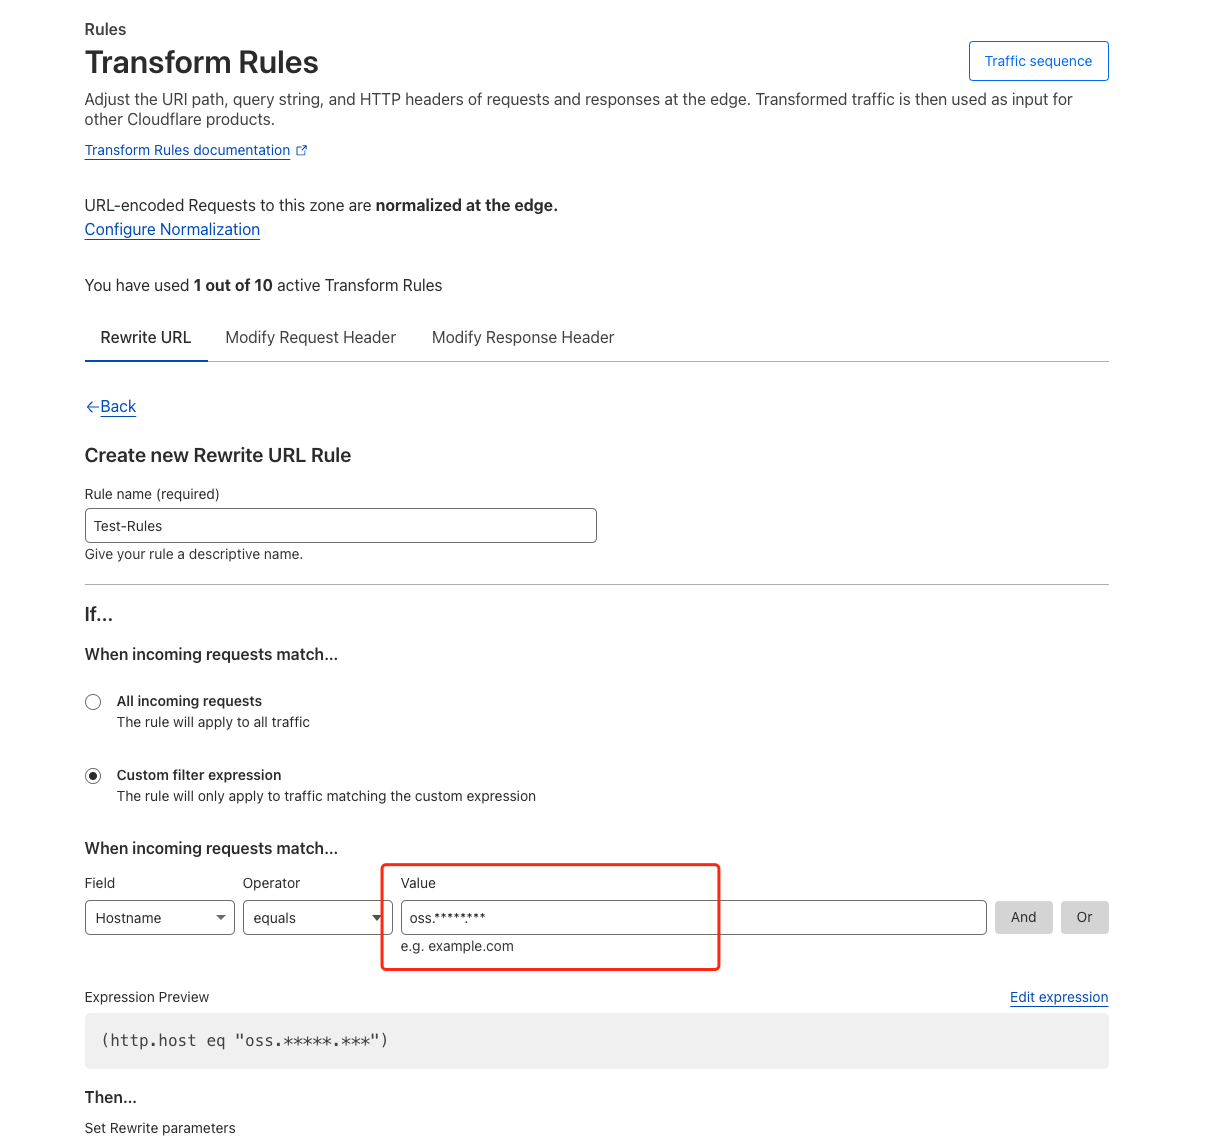 Rules
Transform Rules
Traffic sequence
Adjust the URI path, query string, and HTTP headers of requests and responses at the edge. Transformed traffic is then used as input for
other Cloudflare products.
Transform Rules documentation
URL-encoded Requests to this zone are normalized at the edge.
Configure Normalization
You have used 1 out of 10 active Transform Rules
Rewrite URL Modify Request Header Modify Response Header
←Back
Create new Rewrite URL Rule
Rule name (required)
Test-Rules
Give your rule a descriptive name.
If...
When incoming requests match...
All incoming requests
The rule will apply to all traffic
Custom filter expression
The rule will only apply to traffic matching the custom expression
When incoming requests match...
Field Operator Value
Hostname equals oss.*****.*** And Or
e.g. example.com
Expression Preview Edit expression
(http.host eq "oss.*****.***")
Then...
Set Rewrite parameters